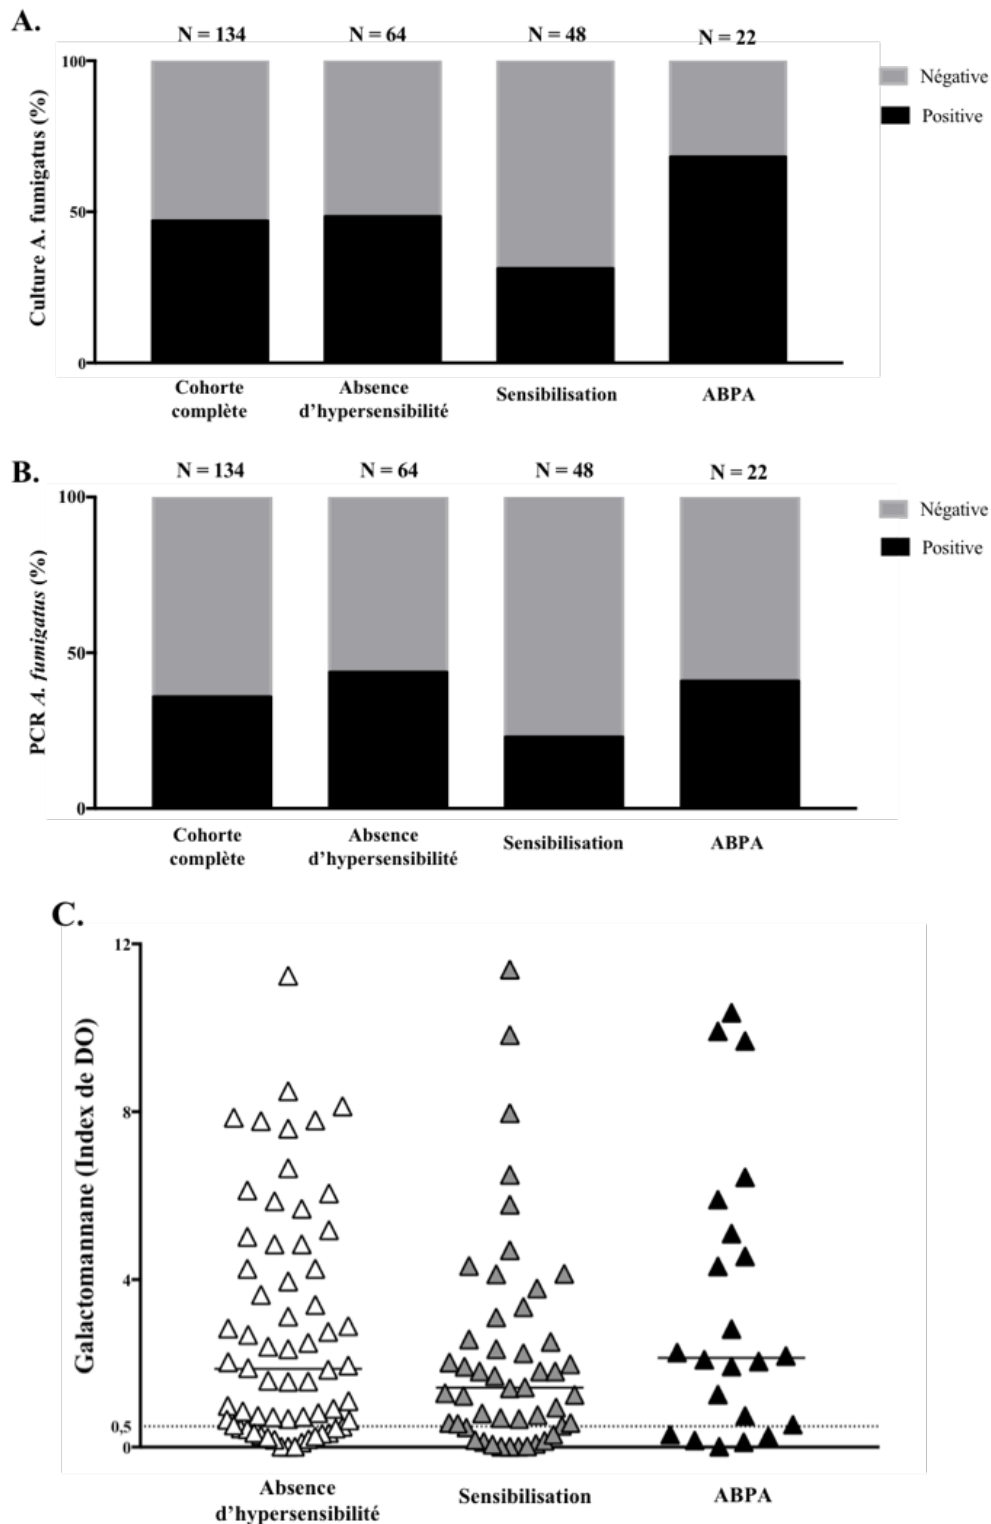 A.
N = 134 N = 64 N = 48 N = 22
100
50
0
Culture A. fumigatus (%)
Négative
Positive
Cohorte complète
Absence d'hypersensibilité
Sensibilisation
ABPA
B.
N = 134 N = 64 N = 48 N = 22
100
50
0
PCR A. fumigatus (%)
Négative
Positive
Cohorte complète
Absence d'hypersensibilité
Sensibilisation
ABPA
C.
12
8
4
0,5
0
Galactomannane (Index de DO)
Absence d'hypersensibilité
Sensibilisation
ABPA